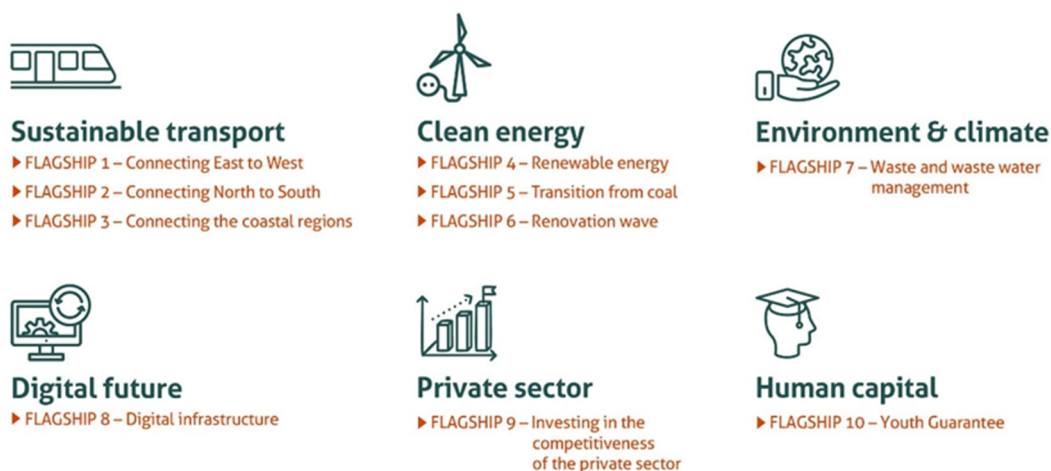 Sustainable transport
▶ FLAGSHIP 1 – Connecting East to West
▶ FLAGSHIP 2 – Connecting North to South
▶ FLAGSHIP 3 – Connecting the coastal regions
Clean energy
▶ FLAGSHIP 4 – Renewable energy
▶ FLAGSHIP 5 – Transition from coal
▶ FLAGSHIP 6 – Renovation wave
Environment & climate
▶ FLAGSHIP 7 – Waste and waste water
management
Digital future
▶ FLAGSHIP 8 – Digital infrastructure
Private sector
▶ FLAGSHIP 9 – Investing in the
competitiveness
of the private sector
Human capital
▶ FLAGSHIP 10 – Youth Guarantee